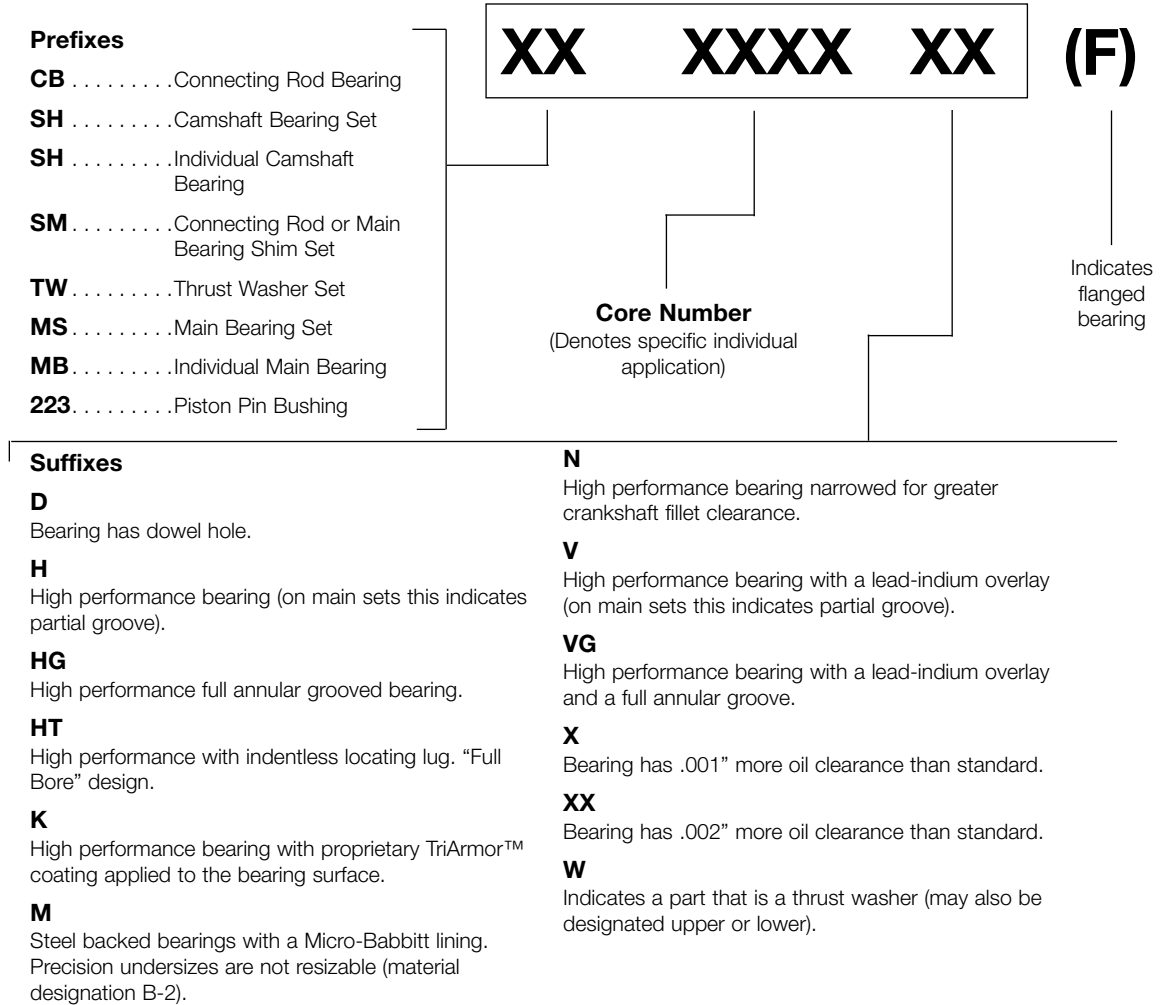 XX XXXX XX (F)
Prefixes
CB . . . . . . . . .Connecting Rod Bearing
SH . . . . . . . . .Camshaft Bearing Set
SH . . . . . . . . .Individual Camshaft
Bearing
SM . . . . . . . . .Connecting Rod or Main
Bearing Shim Set
TW . . . . . . . . .Thrust Washer Set
MS . . . . . . . . .Main Bearing Set
MB . . . . . . . . .Individual Main Bearing
223. . . . . . . . .Piston Pin Bushing
Core Number
(Denotes specific individual
application)
Indicates
flanged
bearing
Suffixes
D
Bearing has dowel hole.
H
High performance bearing (on main sets this indicates
partial groove).
HG
High performance full annular grooved bearing.
HT
High performance with indentless locating lug. “Full
Bore” design.
K
High performance bearing with proprietary TriArmor™
coating applied to the bearing surface.
M
Steel backed bearings with a Micro-Babbitt lining.
Precision undersizes are not resizable (material
designation B-2).
N
High performance bearing narrowed for greater
crankshaft fillet clearance.
V
High performance bearing with a lead-indium overlay
(on main sets this indicates partial groove).
VG
High performance bearing with a lead-indium overlay
and a full annular groove.
X
Bearing has .001” more oil clearance than standard.
XX
Bearing has .002” more oil clearance than standard.
W
Indicates a part that is a thrust washer (may also be
designated upper or lower).